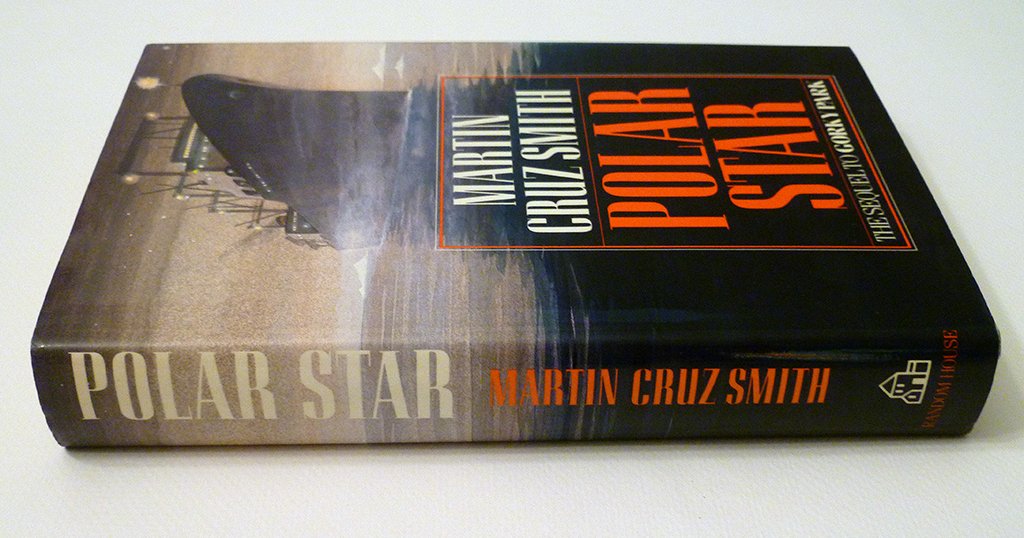 MARTIN
CRUZ SMITH
POLAR
STAR
THE SEQUEL TO GORKY PARK
POLAR STAR
MARTIN CRUZ SMITH
RANDOM HOUSE